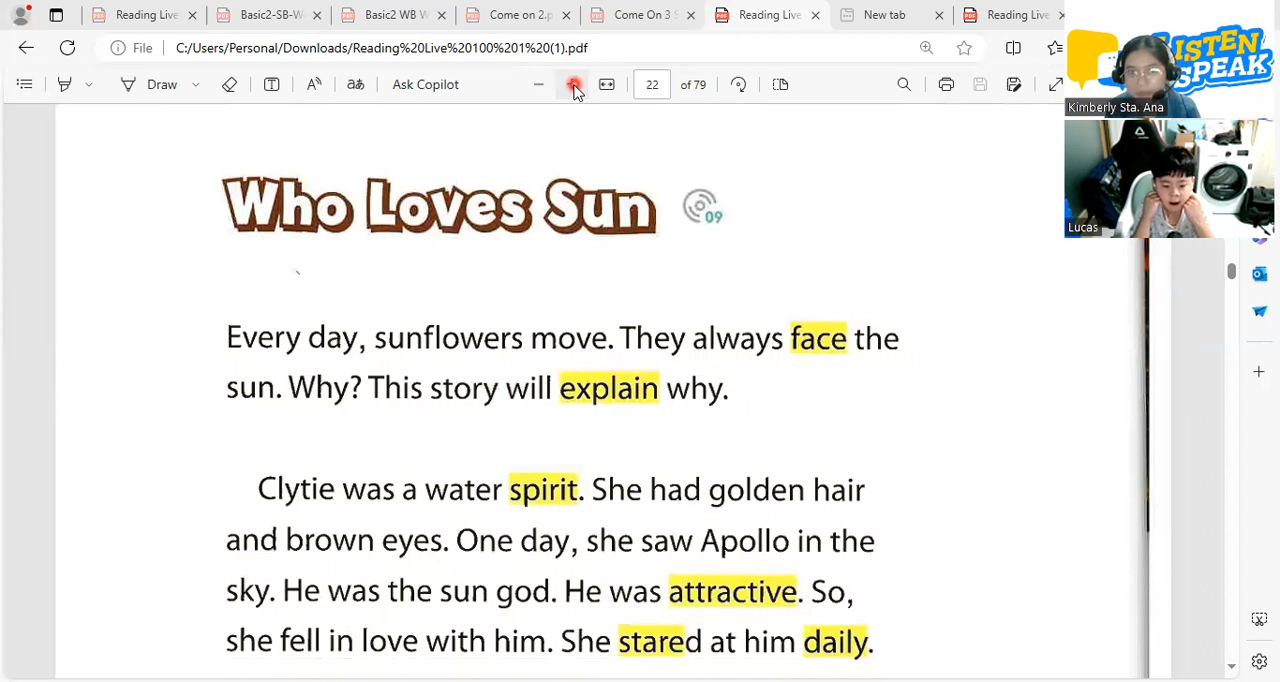 Reading Live
Basic2-SB-W
Basic2 WB W
Come on 2.p
Come On 3 S
Reading Live
New tab
Reading Live
File
C:/Users/Personal/Downloads/Reading%20Live%20100%201%20(1).pdf
Draw
aあ
Ask Copilot
22 of 79
LISTEN
SPEAK
Kimberly Sta. Ana
Lucas
Who Loves Sun
09
Every day, sunflowers move. They always face the
sun. Why? This story will explain why.
Clytie was a water spirit. She had golden hair
and brown eyes. One day, she saw Apollo in the
sky. He was the sun god. He was attractive. So,
she fell in love with him. She stared at him daily.